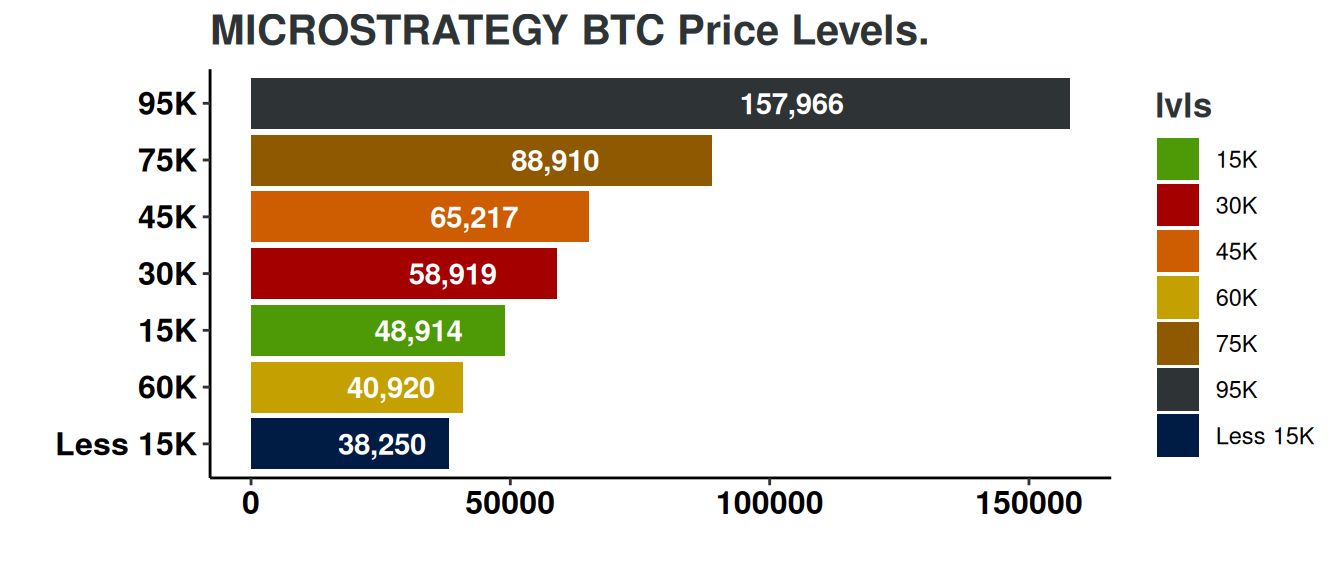 MICROSTRATEGY BTC Price Levels.
95K
157,966
75K
88,910
45K
65,217
30K
58,919
15K
48,914
60K
40,920
Less 15K
38,250
0
50000
100000
150000
lvls
15K
30K
45K
60K
75K
95K
Less 15K